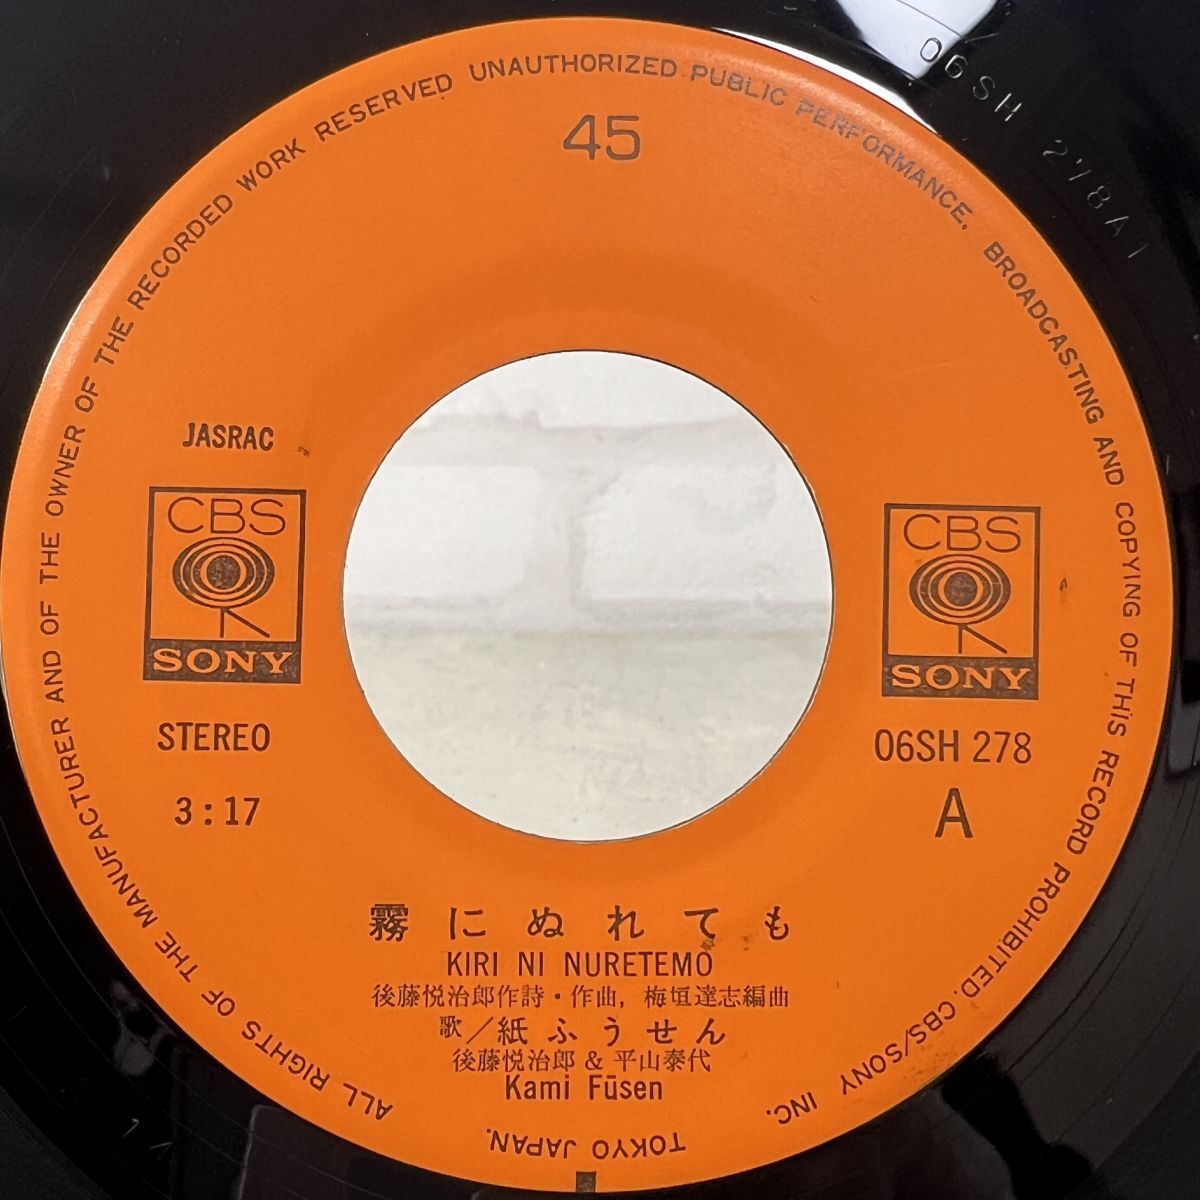 ALL RIGHTS OF THE MANUFACTURER AND OF THE OWNER OF THE RECORDED WORK RESERVED UNAUTHORIZED PUBLIC PERFORMANCE. BROADCASTING AND COPYING OF THIS RECORD PROHIBITED. CBS/SONY INC. TOKYO JAPAN.
06SH 278A1
45
JASRAC
CBS
SONY
STEREO
3:17
CBS
SONY
06SH 278
A
霧にぬれても
KIRI NI NURETEMO
後藤悦治郎作詩・作曲, 梅垣達志編曲
歌/紙ふうせん
後藤悦治郎 & 平山泰代
Kami Fūsen